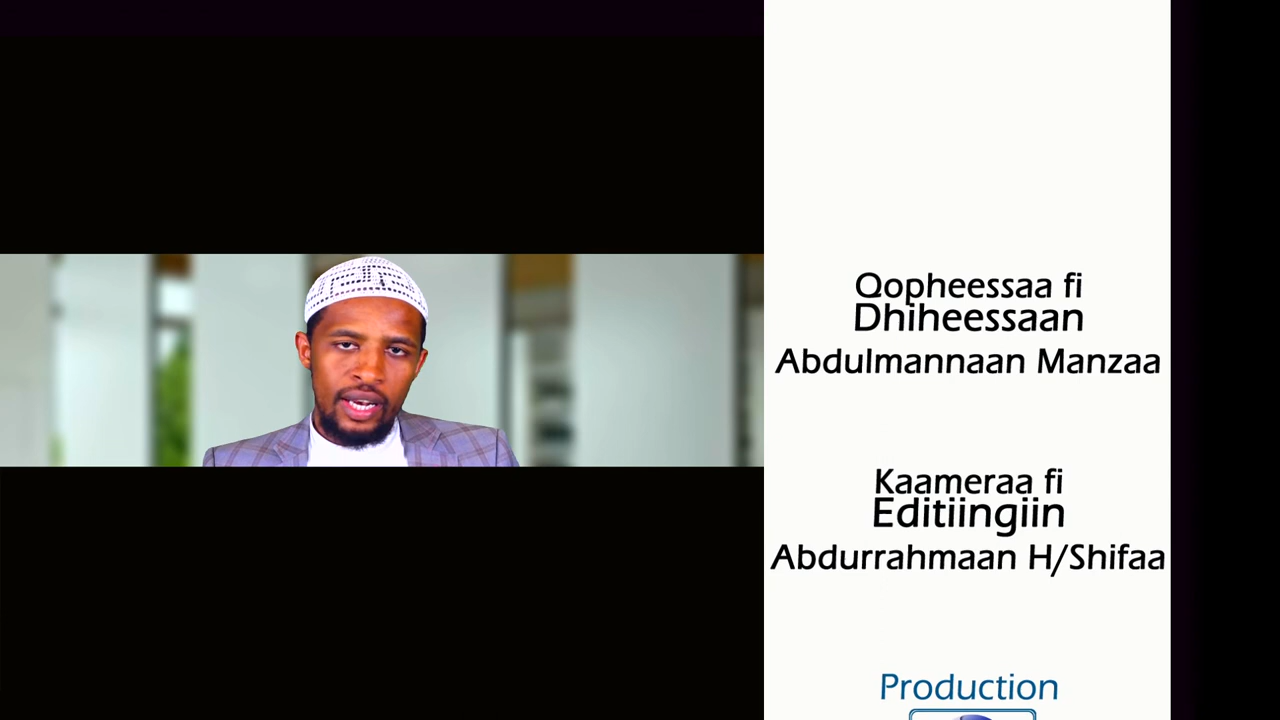 Qopheessaa fi
Dhiheessaan
Abdulmannaan Manzaa
Kaameraa fi
Editiingiin
Abdurrahmaan H/Shifaa
Production